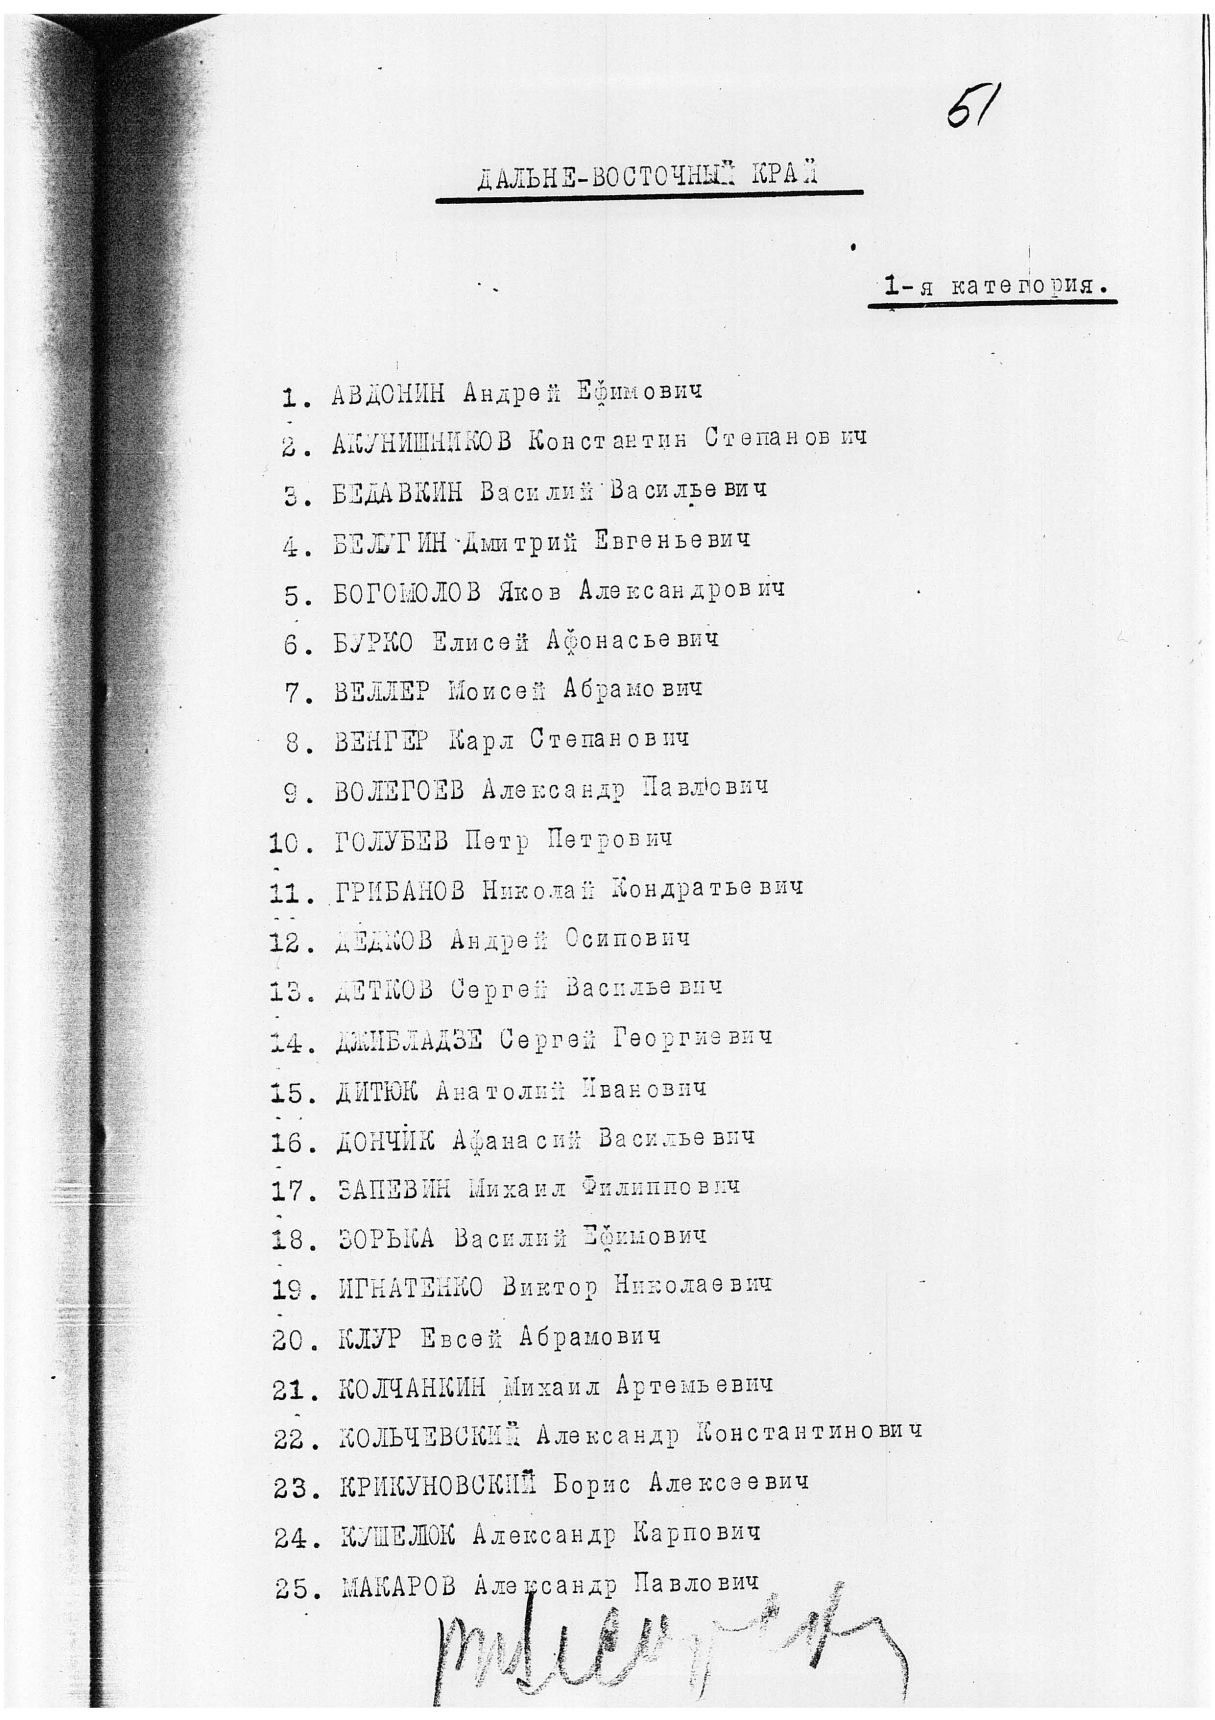 51
ДАЛЬНЕ-ВОСТОЧНЫЙ КРАЙ
1-я категория.
1. АВДОНИН Андрей Ефимович
2. АКУНИШНИКОВ Константин Степанович
3. БЕДАВКИН Василий Васильевич
4. БЕЛУГИН Дмитрий Евгеньевич
5. БОГОМОЛОВ Яков Александрович
6. БУРКО Елисей Афонасьевич
7. ВЕЛЛЕР Моисей Абрамович
8. ВЕНГЕР Карл Степанович
9. ВОЛЕГОЕВ Александр Павлович
10. ГОЛУБЕВ Петр Петрович
11. ГРИБАНОВ Николай Кондратьевич
12. ДЕДКОВ Андрей Осипович
13. ДЕТКОВ Сергей Васильевич
14. ДЖИБЛАДЗЕ Сергей Георгиевич
15. ДИТЮК Анатолий Иванович
16. ДОНЧИК Афанасий Васильевич
17. ЗАПЕВИН Михаил Филиппович
18. ЗОРЬКА Василий Ефимович
19. ИГНАТЕНКО Виктор Николаевич
20. КЛУР Евсей Абрамович
21. КОЛЧАНКИН Михаил Артемьевич
22. КОЛЬЧЕВСКИЙ Александр Константинович
23. КРИКУНОВСКИЙ Борис Алексеевич
24. КУШЕЛЮК Александр Карпович
25. МАКАРОВ Александр Павлович